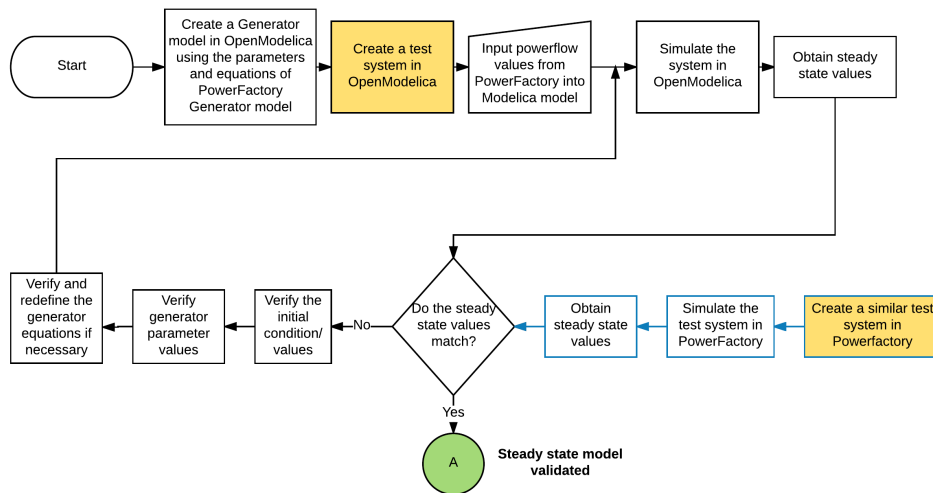 Start
Create a Generator
model in OpenModelica
using the parameters
and equations of
PowerFactory
Generator model
Create a test
system in
OpenModelica
Input powerflow
values from
PowerFactory into
Modelica model
Simulate the
system in
OpenModelica
Obtain steady
state values
Verify and
redefine the
generator
equations if
necessary
Verify
generator
parameter
values
Verify the
initial
condition/
values
No
Do the steady
state values
match?
Obtain
steady state
values
Simulate the
test system in
PowerFactory
Create a similar test
system in
Powerfactory
Yes
A
Steady state model
validated